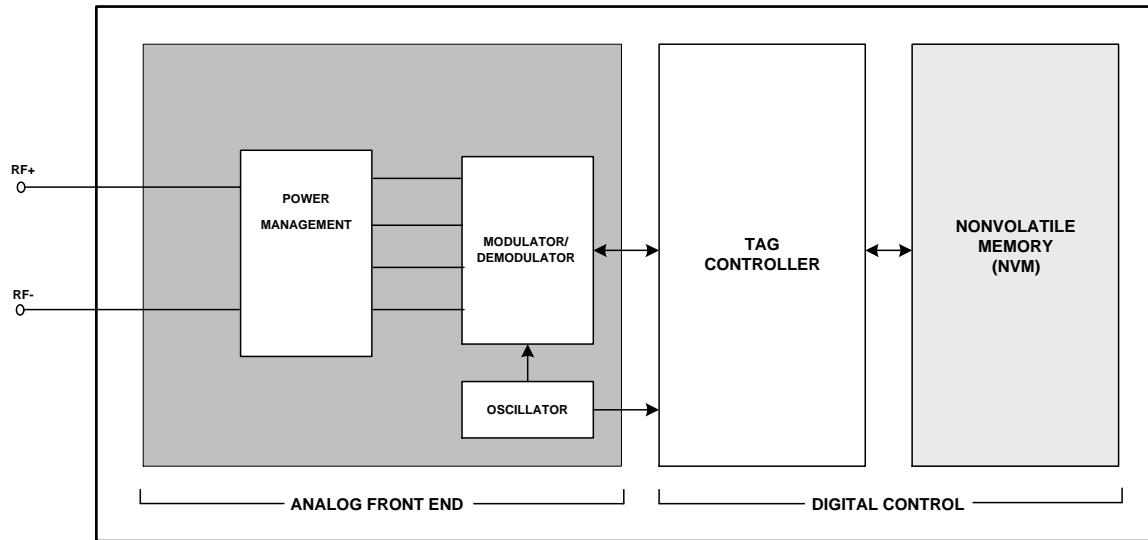 RF+
RF-
POWER
MANAGEMENT
MODULATOR/
DEMODULATOR
OSCILLATOR
TAG
CONTROLLER
NONVOLATILE
MEMORY
(NVM)
ANALOG FRONT END
DIGITAL CONTROL